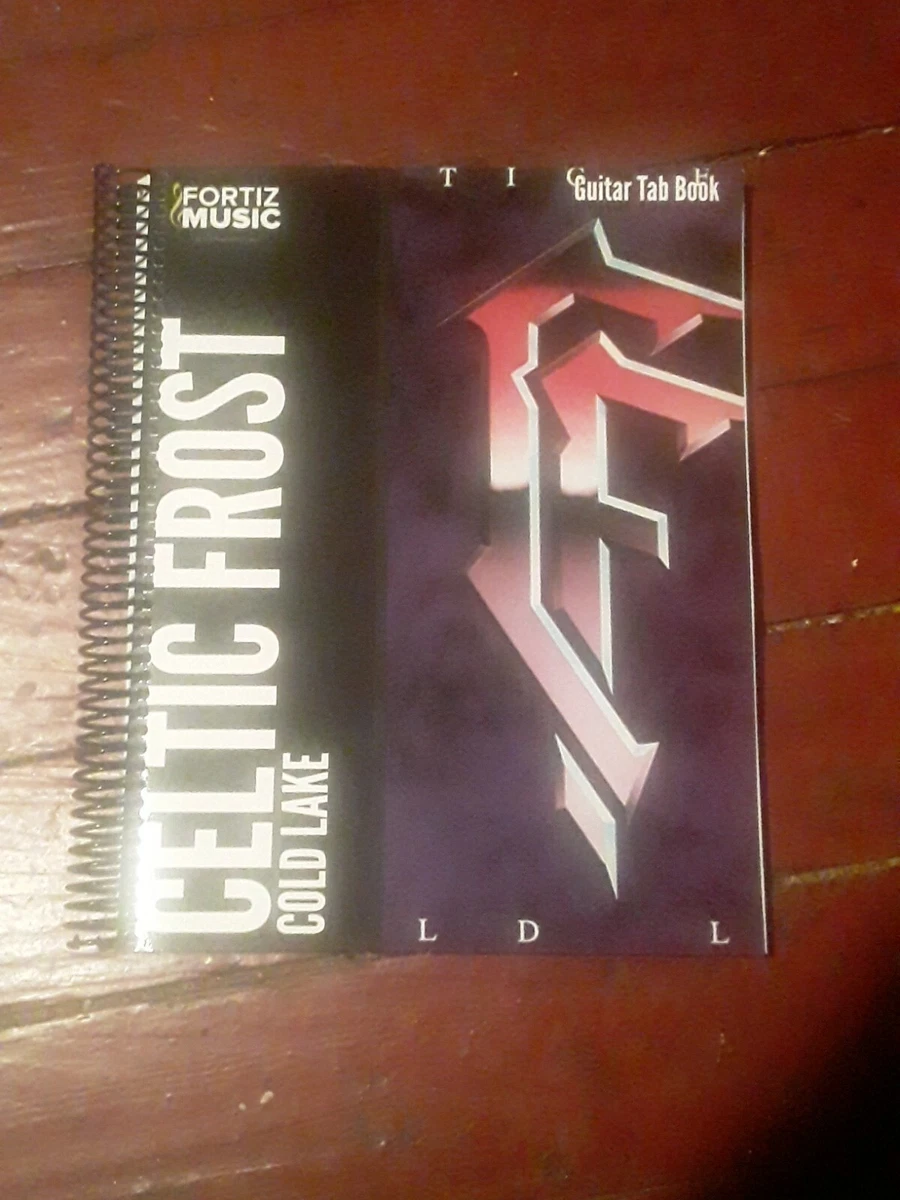 FORTIZ
MUSIC
T I C F
Guitar Tab Book
CELTIC FROST
COLD LAKE
L D L